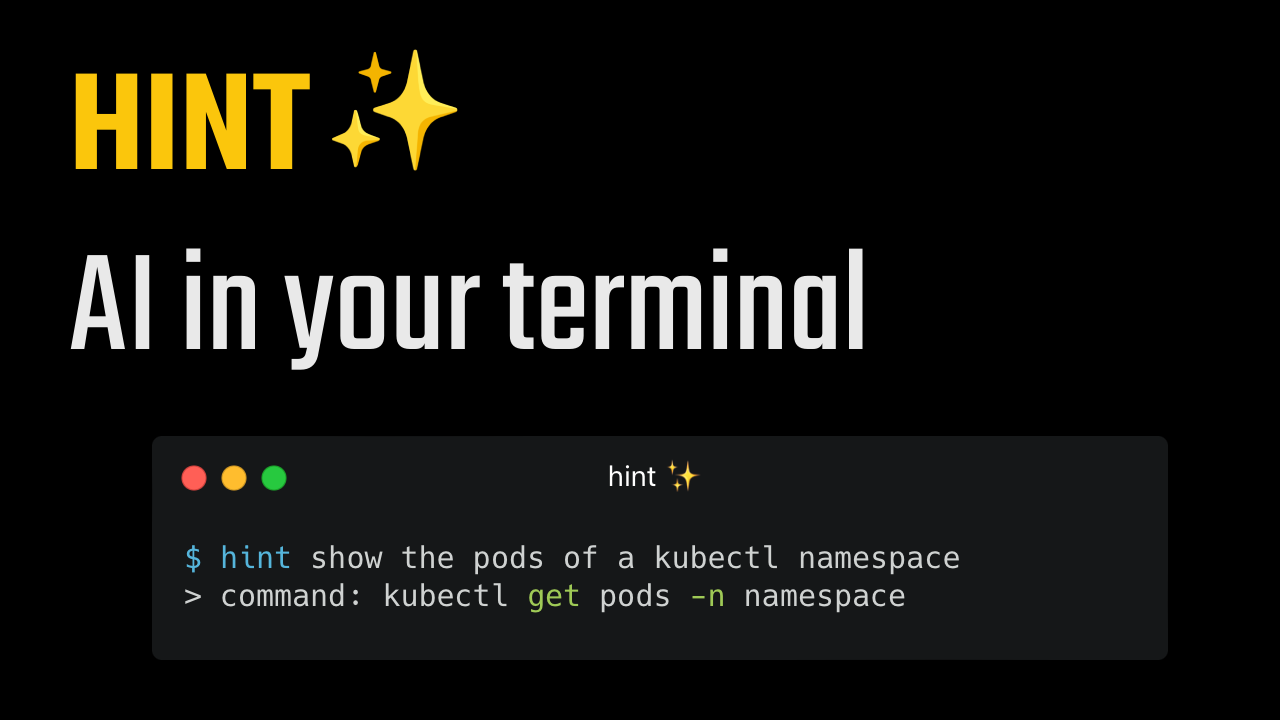 HINT ✨
AI in your terminal
hint ✨
$ hint show the pods of a kubectl namespace
> command: kubectl get pods -n namespace